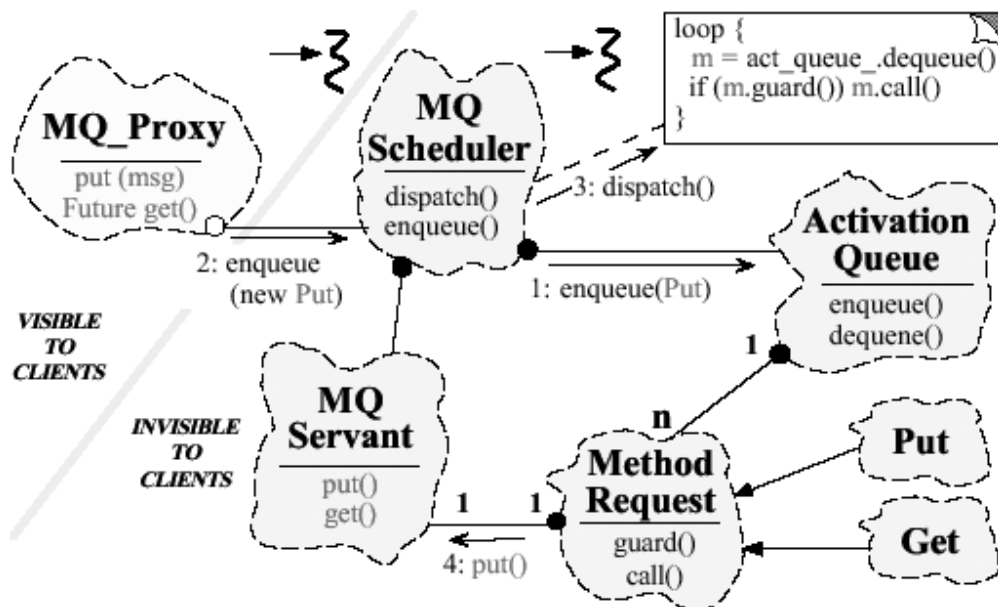 loop {
m = act_queue_.dequeue()
if (m.guard()) m.call()
}
MQ_Proxy
put (msg)
Future get()
MQ
Scheduler
dispatch()
enqueue()
3: dispatch()
2: enqueue
(new Put)
1: enqueue(Put)
Activation
Queue
enqueue()
dequene()
VISIBLE
TO
CLIENTS
INVISIBLE
TO
CLIENTS
MQ
Servant
put()
get()
1
n
Method
Request
guard()
call()
1
1
4: put()
Put
Get